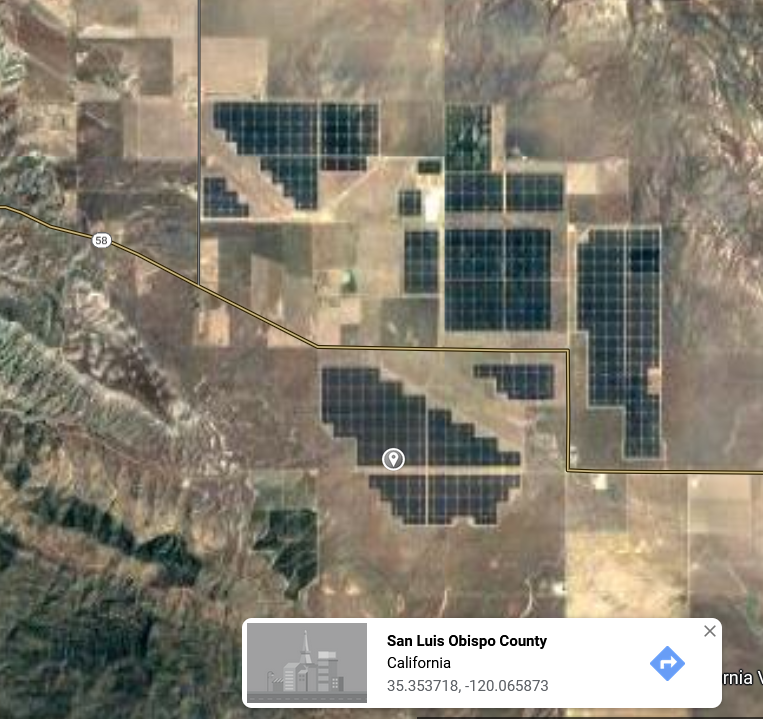 58
San Luis Obispo County
California
35.353718, -120.065873
rnia V